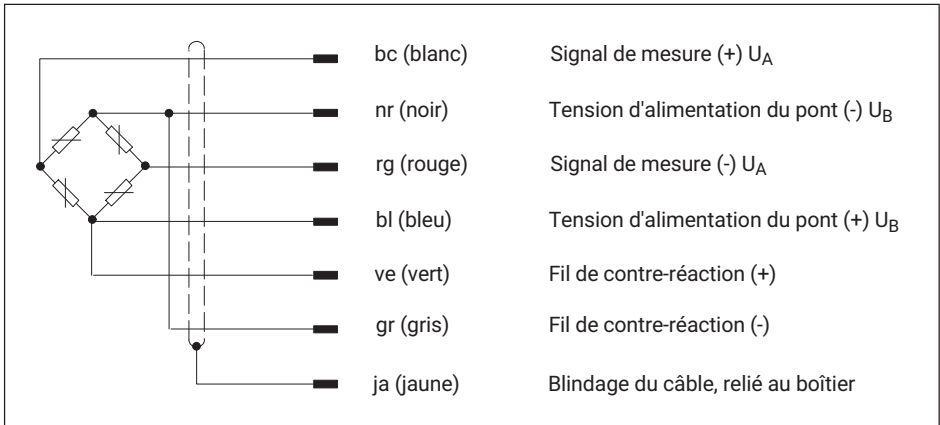 bc (blanc) Signal de mesure (+) UA
nr (noir) Tension d'alimentation du pont (-) UB
rg (rouge) Signal de mesure (-) UA
bl (bleu) Tension d'alimentation du pont (+) UB
ve (vert) Fil de contre-réaction (+)
gr (gris) Fil de contre-réaction (-)
ja (jaune) Blindage du câble, relié au boîtier